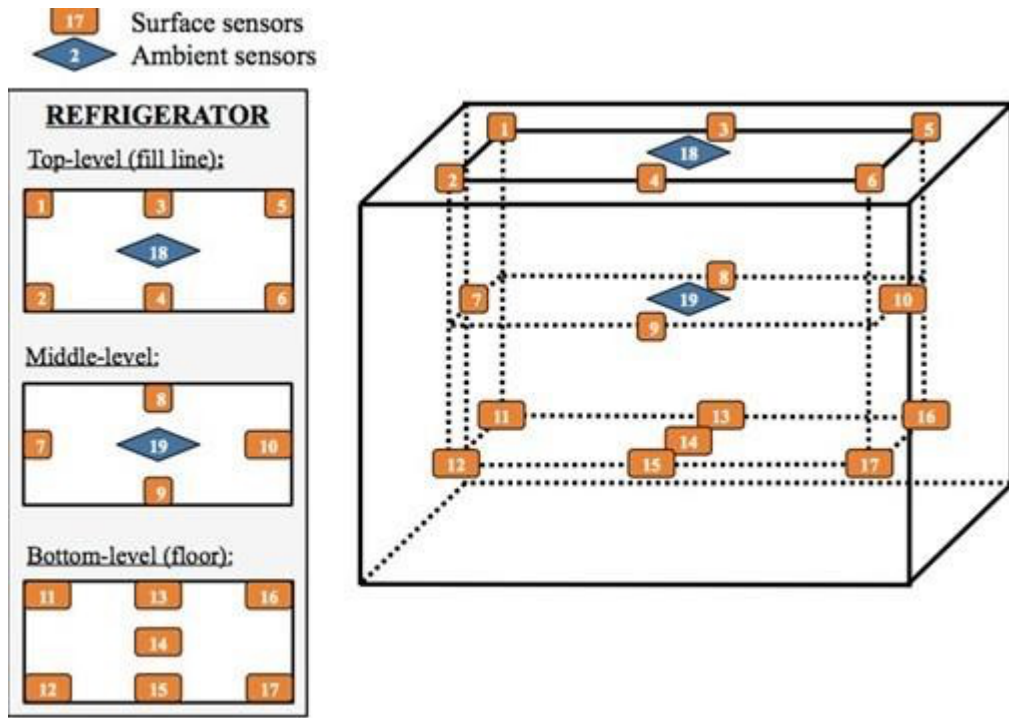 17 Surface sensors
2 Ambient sensors
REFRIGERATOR
Top-level (fill line):
1 3 5
18
2 4 6
Middle-level:
8
7 19 10
9
Bottom-level (floor):
11 13 16
14
12 15 17
1 3 5
18
2 4 6
8
7 19 10
9
11 13 16
14
12 15 17